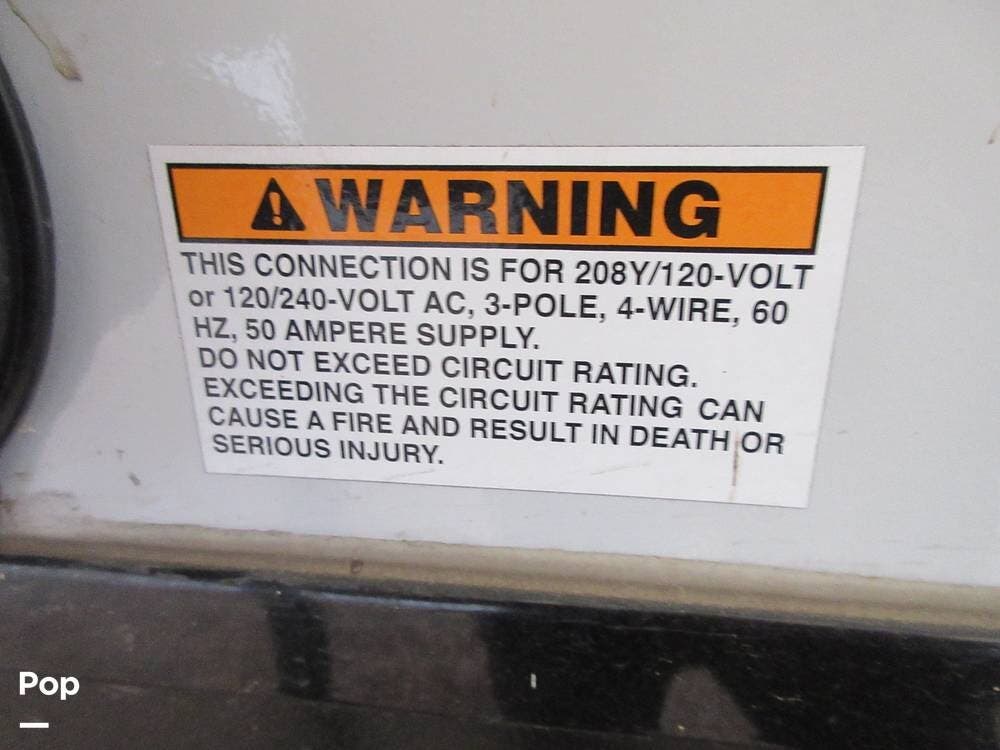 WARNING
THIS CONNECTION IS FOR 208Y/120-VOLT
or 120/240-VOLT AC, 3-POLE, 4-WIRE, 60
HZ, 50 AMPERE SUPPLY.
DO NOT EXCEED CIRCUIT RATING.
EXCEEDING THE CIRCUIT RATING CAN
CAUSE A FIRE AND RESULT IN DEATH OR
SERIOUS INJURY.
Pop